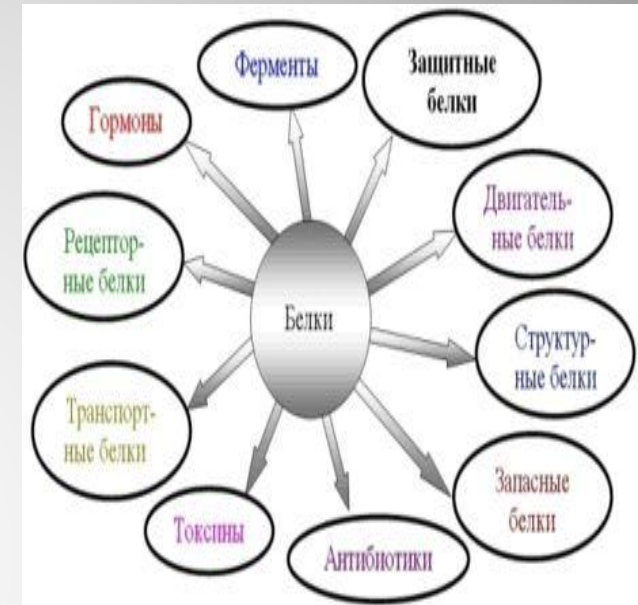 Ферменты
Защитные
белки
Гормоны
Двигатель-
ные белки
Рецептор-
ные белки
Белки
Структур-
ные белки
Транспорт-
ные белки
Запасные
белки
Токсины
Антибиотики